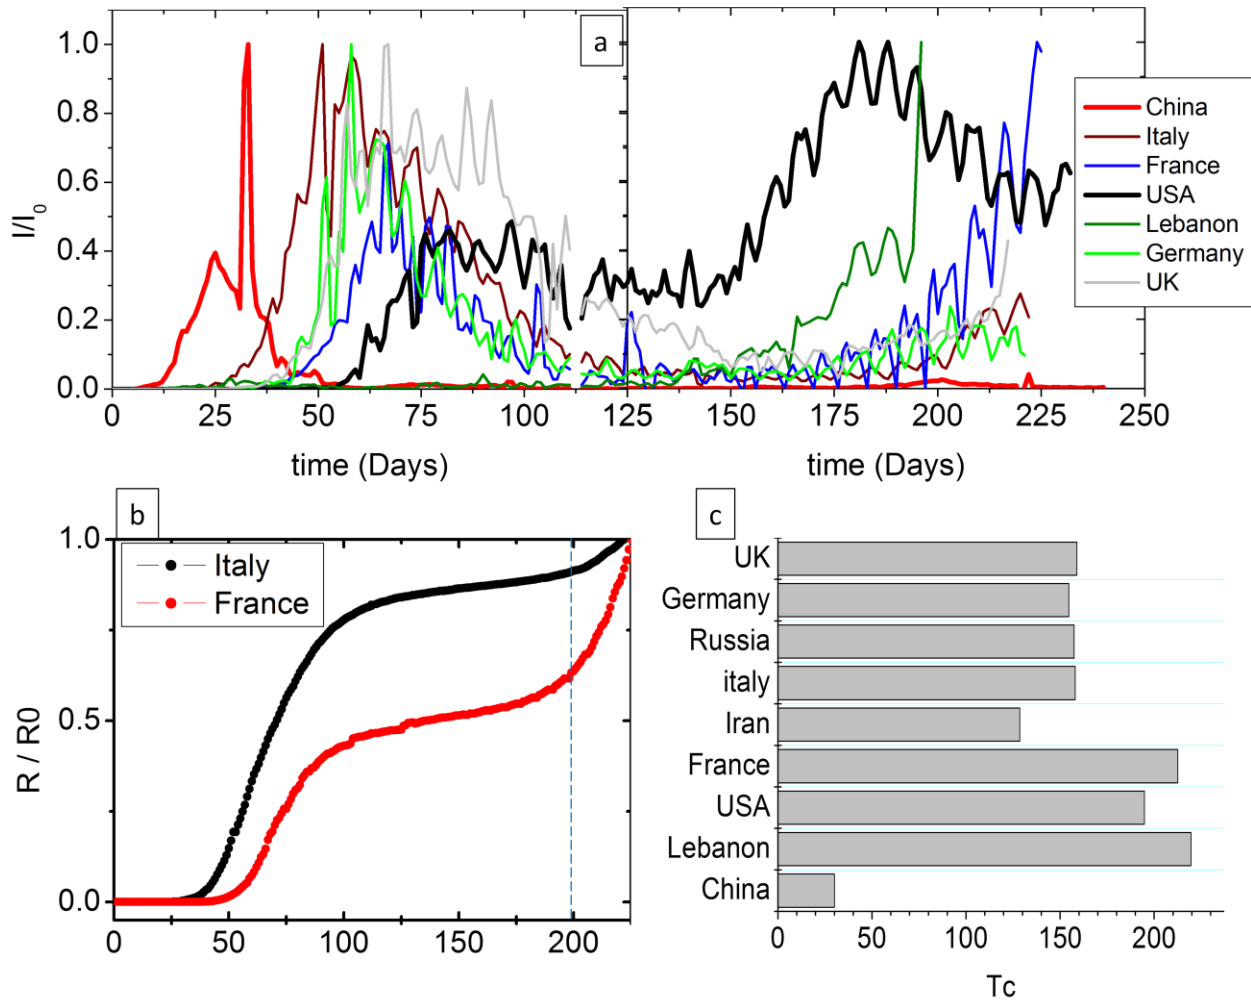 a
1.0
0.8
0.6
0.4
0.2
0.0
I/I0
China
Italy
France
USA
Lebanon
Germany
UK
0 25 50 75 100 125 150 175 200 225 250
time (Days) time (Days)
b
1.0
0.5
0.0
R / R0
Italy
France
0 50 100 150 200
c
UK
Germany
Russia
italy
Iran
France
USA
Lebanon
China
0 50 100 150 200
Tc